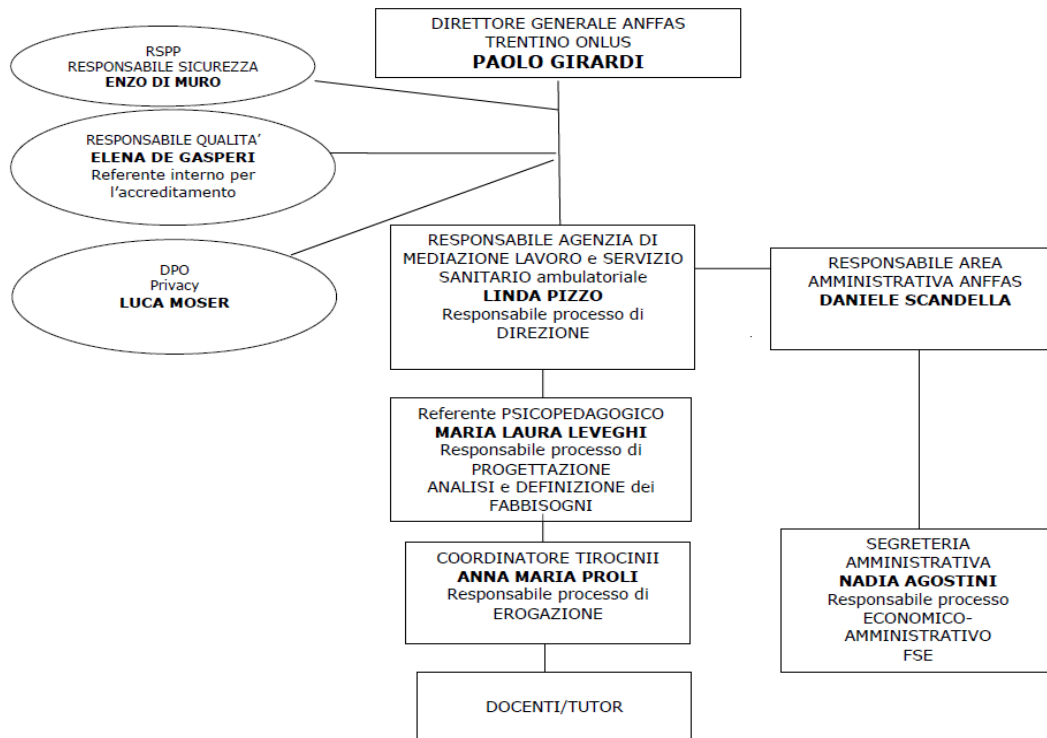 DIRETTORE GENERALE ANFFAS
TRENTINO ONLUS
PAOLO GIRARDI
RSPP
RESPONSABILE SICUREZZA
ENZO DI MURO
RESPONSABILE QUALITA’
ELENA DE GASPERI
Referente interno per
l’accreditamento
DPO
Privacy
LUCA MOSER
RESPONSABILE AGENZIA DI
MEDIAZIONE LAVORO e SERVIZIO
SANITARIO ambulatoriale
LINDA PIZZO
Responsabile processo di
DIREZIONE
RESPONSABILE AREA
AMMINISTRATIVA ANFFAS
DANIELE SCANDELLA
Referente PSICOPEDAGOGICO
MARIA LAURA LEVEGHI
Responsabile processo di
PROGETTAZIONE
ANALISI e DEFINIZIONE dei
FABBISOGNI
COORDINATORE TIROCINII
ANNA MARIA PROLI
Responsabile processo di
EROGAZIONE
SEGRETERIA
AMMINISTRATIVA
NADIA AGOSTINI
Responsabile processo
ECONOMICO-
AMMINISTRATIVO
FSE
DOCENTI/TUTOR